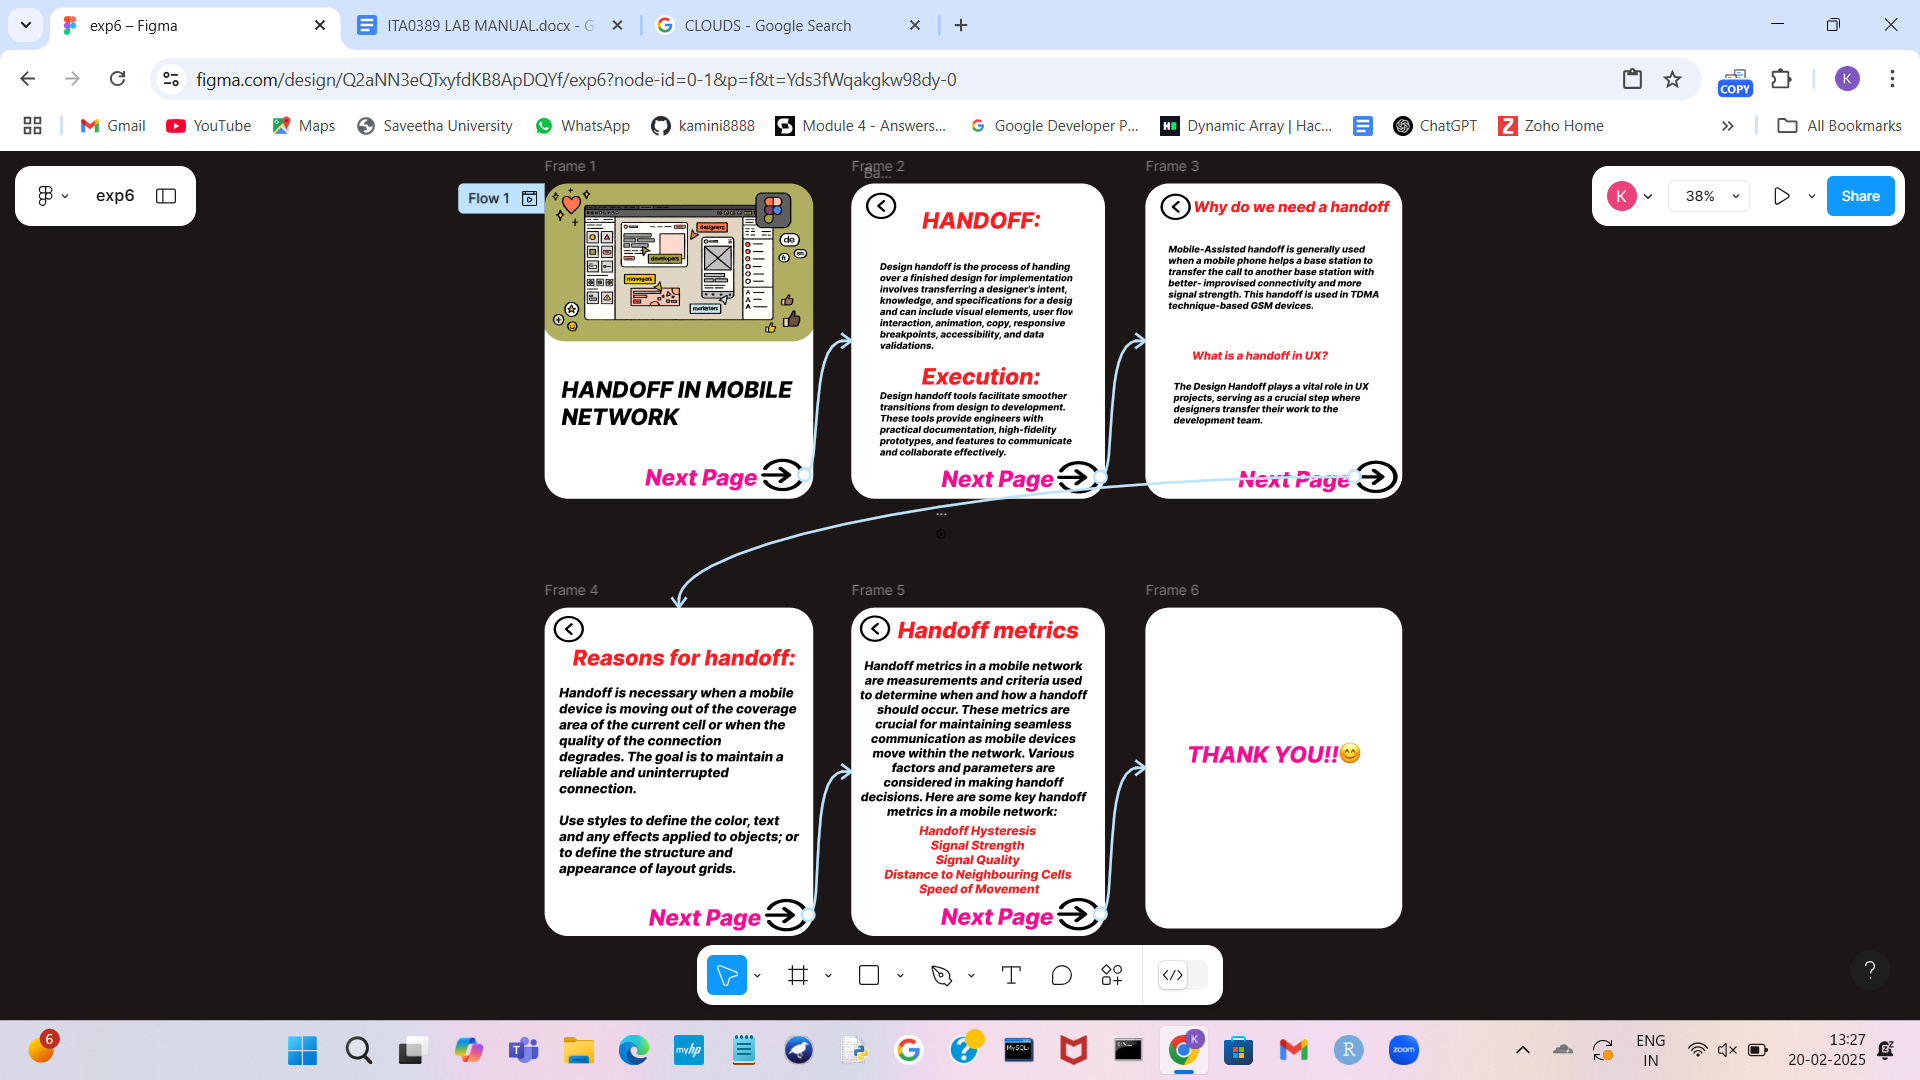 exp6 – Figma
ITA0389 LAB MANUAL.docx - G
CLOUDS - Google Search
figma.com/design/Q2aNN3eQTxyfdKB8ApDQYf/exp6?node-id=0-1&p=f&t=Yds3fWqakgkw98dy-0
COPY
K
Gmail
YouTube
Maps
Saveetha University
WhatsApp
kamini8888
Module 4 - Answers...
Google Developer P...
Dynamic Array | Hac...
ChatGPT
Zoho Home
All Bookmarks
exp6
K
38%
Share
Flow 1
Frame 1
designers
developers
managers
marketers
de
HANDOFF IN MOBILE
NETWORK
Next Page
Frame 2
Ba...
HANDOFF:
Design handoff is the process of handing
over a finished design for implementation
involves transferring a designer's intent,
knowledge, and specifications for a desig
and can include visual elements, user flow
interaction, animation, copy, responsive
breakpoints, accessibility, and data
validations.
Execution:
Design handoff tools facilitate smoother
transitions from design to development.
These tools provide engineers with
practical documentation, high-fidelity
prototypes, and features to communicate
and collaborate effectively.
Next Page
...
Frame 3
Why do we need a handoff
Mobile-Assisted handoff is generally used
when a mobile phone helps a base station to
transfer the call to another base station with
better- improvised connectivity and more
signal strength. This handoff is used in TDMA
technique-based GSM devices.
What is a handoff in UX?
The Design Handoff plays a vital role in UX
projects, serving as a crucial step where
designers transfer their work to the
development team.
Next Page
Frame 4
Reasons for handoff:
Handoff is necessary when a mobile
device is moving out of the coverage
area of the current cell or when the
quality of the connection
degrades. The goal is to maintain a
reliable and uninterrupted
connection.
Use styles to define the color, text
and any effects applied to objects; or
to define the structure and
appearance of layout grids.
Next Page
Frame 5
Handoff metrics
Handoff metrics in a mobile network
are measurements and criteria used
to determine when and how a handoff
should occur. These metrics are
crucial for maintaining seamless
communication as mobile devices
move within the network. Various
factors and parameters are
considered in making handoff
decisions. Here are some key handoff
metrics in a mobile network:
Handoff Hysteresis
Signal Strength
Signal Quality
Distance to Neighbouring Cells
Speed of Movement
Next Page
Frame 6
THANK YOU!!😊
?
6
myhp
MySQL
K
R
zoom
ENG
IN
13:27
20-02-2025